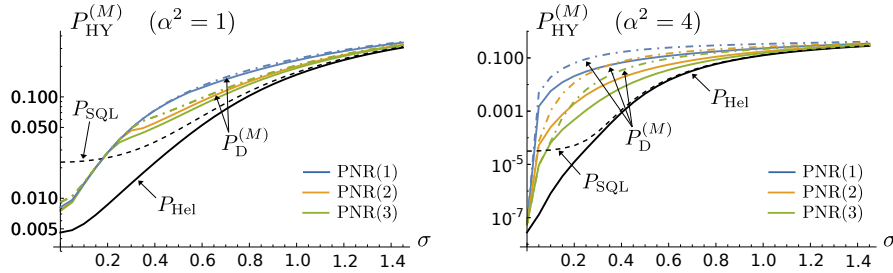 P_HY^(M) (α² = 1)
0.100
0.050
0.010
0.005
P_SQL
P_D^(M)
P_Hel
PNR(1)
PNR(2)
PNR(3)
0.2 0.4 0.6 0.8 1.0 1.2 1.4 σ
P_HY^(M) (α² = 4)
0.100
0.001
10⁻⁵
10⁻⁷
P_Hel
P_D^(M)
P_SQL
PNR(1)
PNR(2)
PNR(3)
0.2 0.4 0.6 0.8 1.0 1.2 1.4 σ